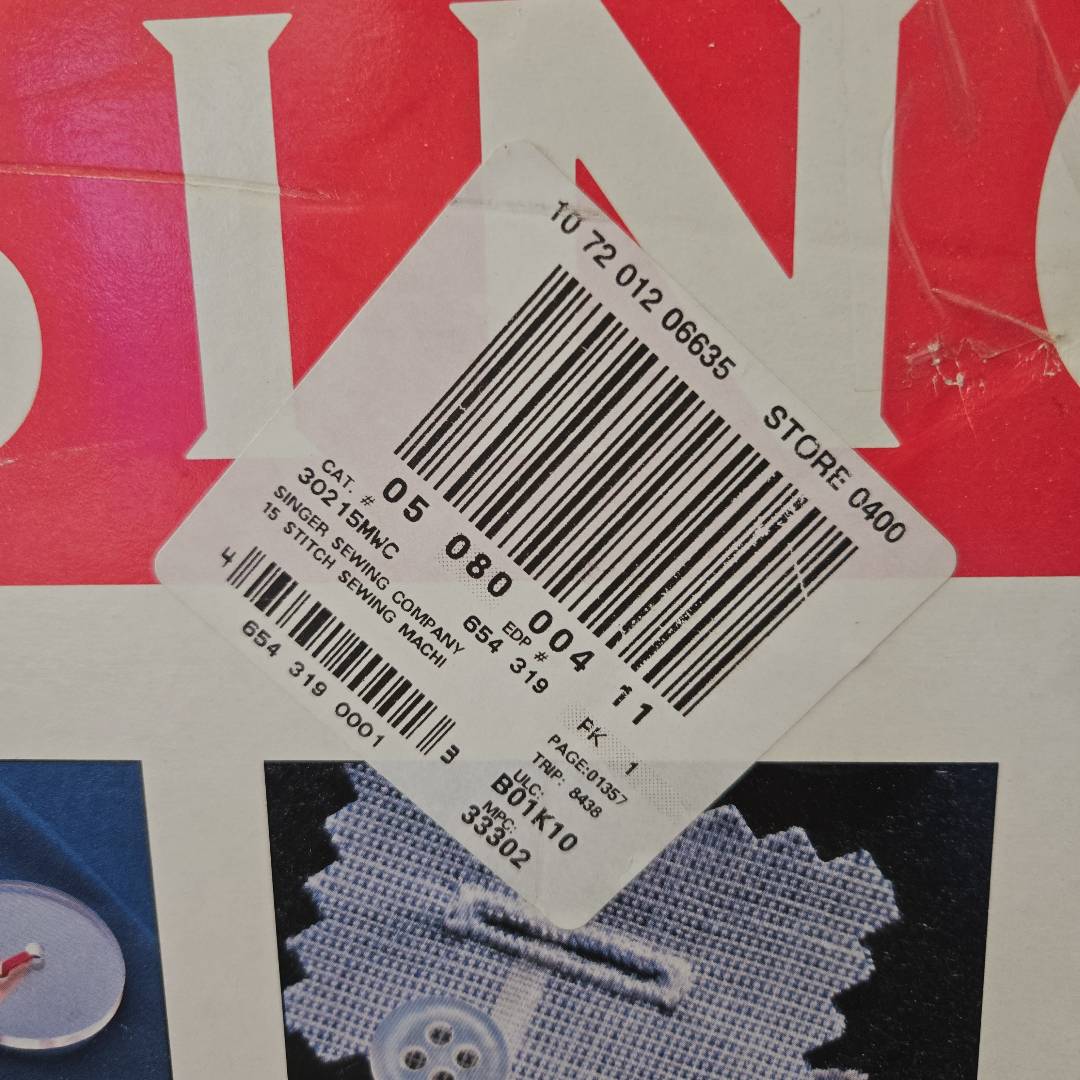 SING
10 72 012 06635 STORE 0400
05 080 004 11
CAT. #
30215MWC
SINGER SEWING COMPANY
15 STITCH SEWING MACHI
EDP #
654 319
PK 1
4 3
654 319 0001
PAGE:01357
TRIP: 8438
ULC:
B01K10
MPC:
33302